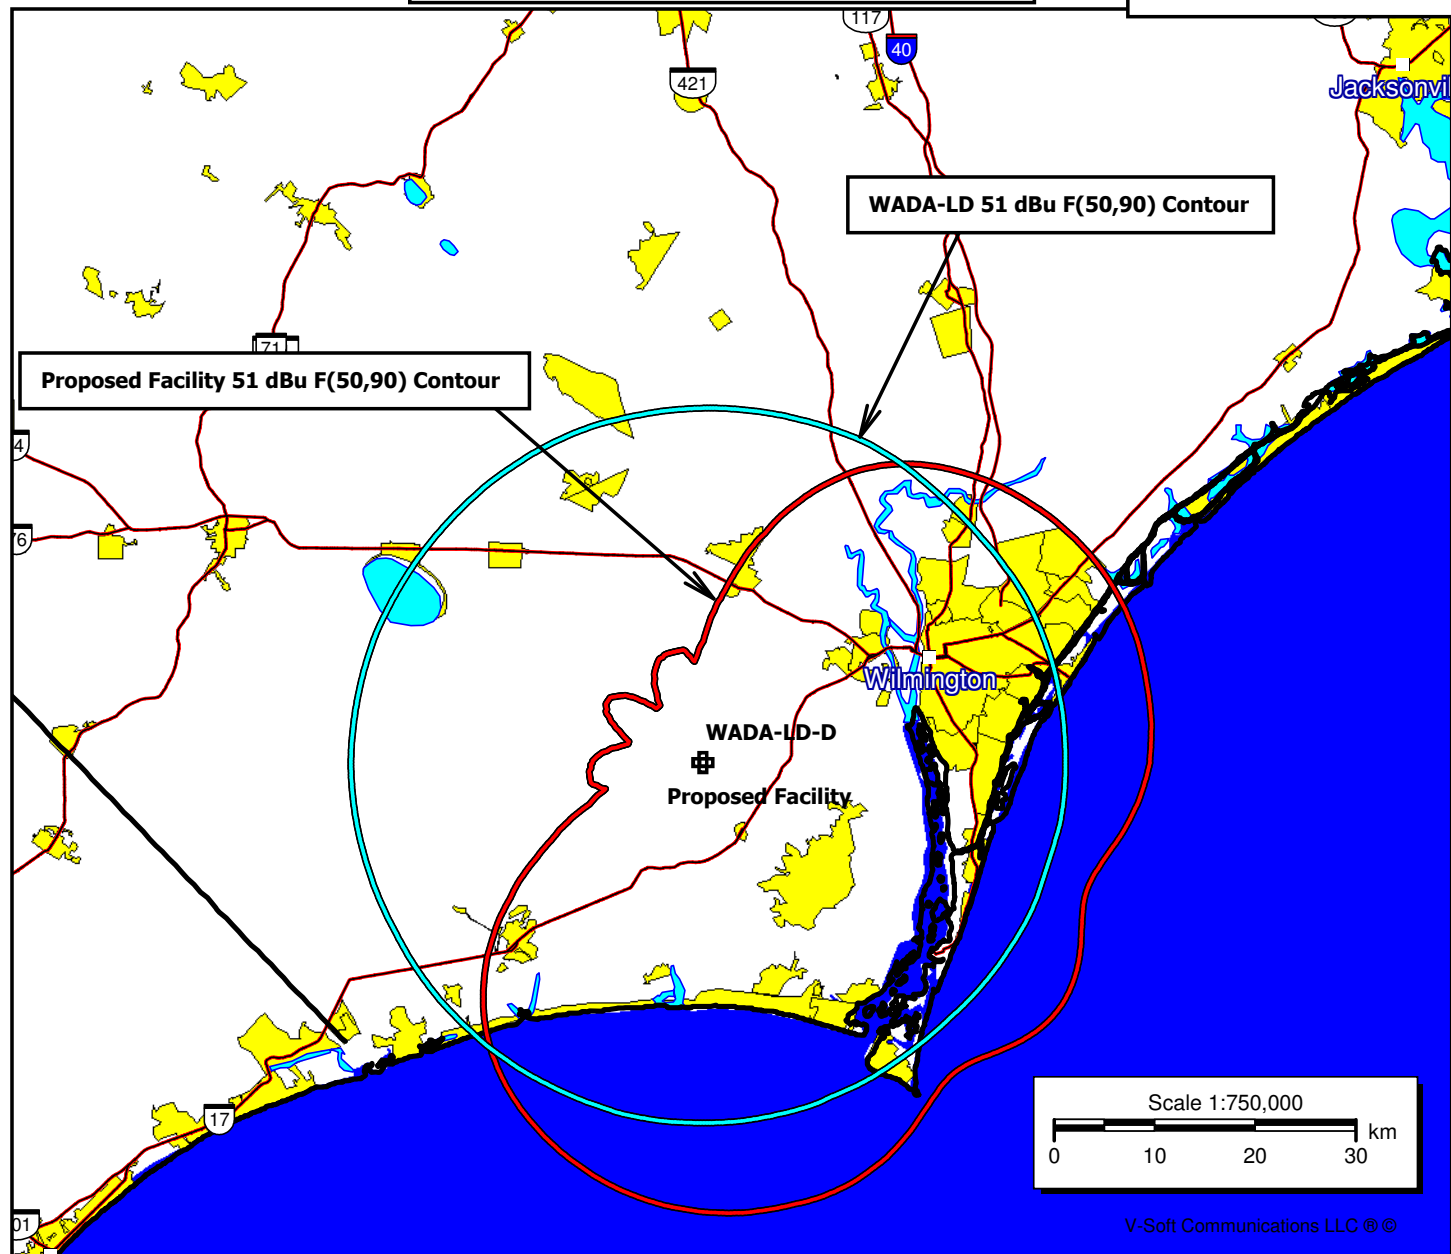 117
40
421
Jacksonvil
WADA-LD 51 dBu F(50,90) Contour
71
Proposed Facility 51 dBu F(50,90) Contour
4
76
Wilmington
WADA-LD-D
Proposed Facility
17
01
Scale 1:750,000
km
0 10 20 30
V-Soft Communications LLC ® ©